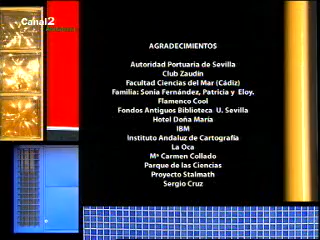 Canal2
AGRADECIMIENTOS
Autoridad Portuaria de Sevilla
Club Zaudín
Facultad Ciencias del Mar (Cádiz)
Familia: Sonia Fernández, Patricia y Eloy.
Flamenco Cool
Fondos Antiguos Biblioteca U. Sevilla
Hotel Doña María
IBM
Instituto Andaluz de Cartografía
La Oca
Mª Carmen Collado
Parque de las Ciencias
Proyecto Stalmath
Sergio Cruz